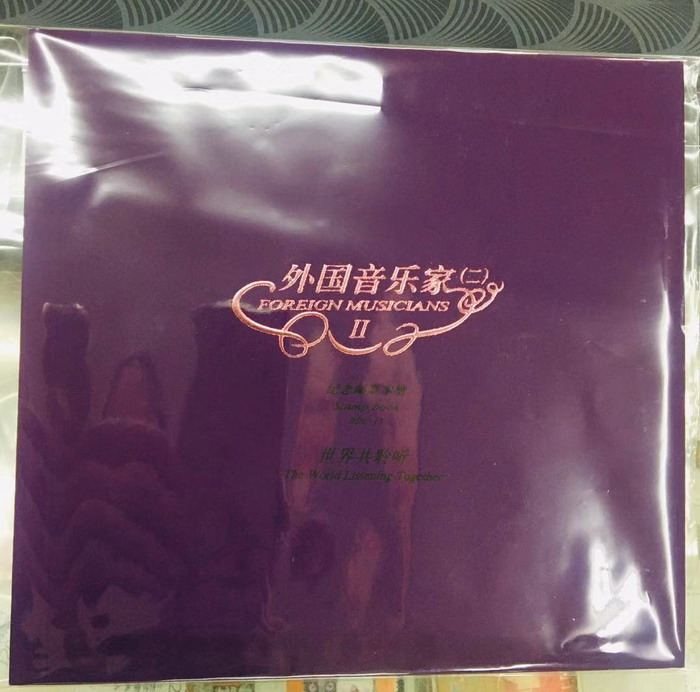 外国音乐家(二)
FOREIGN MUSICIANS
II
世界共聆听
The World Listening Together